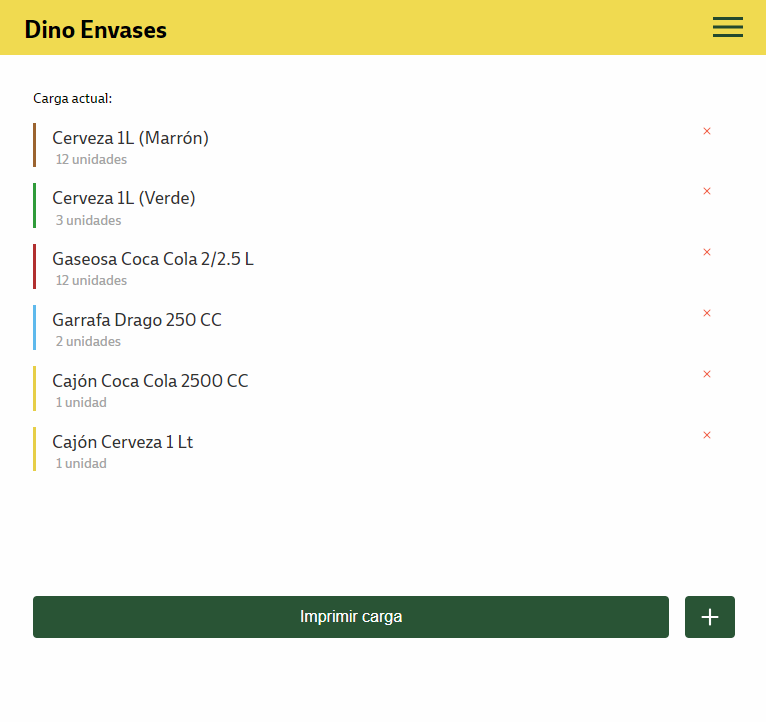 Dino Envases
Carga actual:
Cerveza 1L (Marrón)
12 unidades
Cerveza 1L (Verde)
3 unidades
Gaseosa Coca Cola 2/2.5 L
12 unidades
Garrafa Drago 250 CC
2 unidades
Cajón Coca Cola 2500 CC
1 unidad
Cajón Cerveza 1 Lt
1 unidad
Imprimir carga